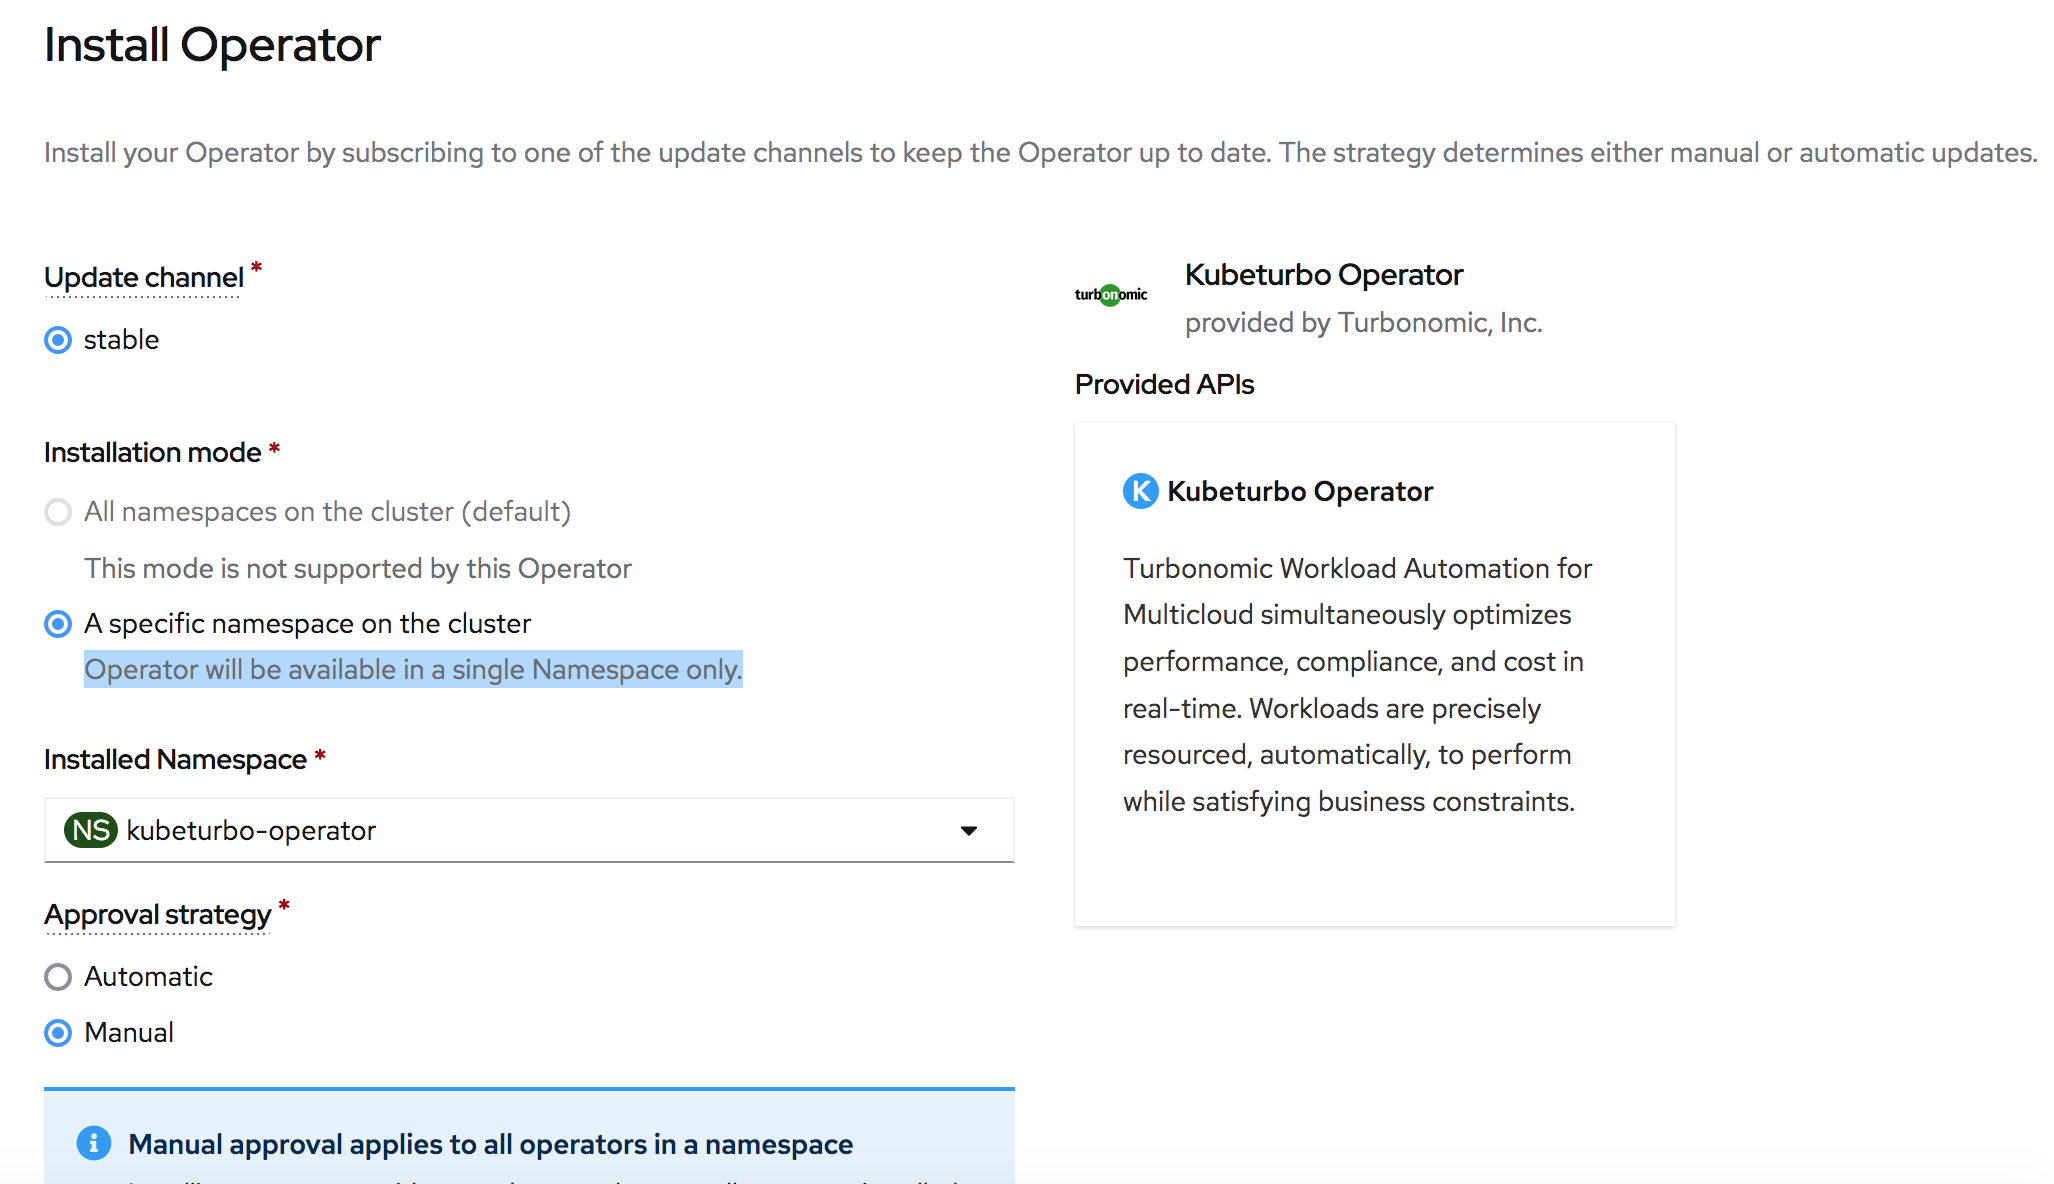 Install Operator
Install your Operator by subscribing to one of the update channels to keep the Operator up to date. The strategy determines either manual or automatic updates.
Update channel *
stable
Installation mode *
All namespaces on the cluster (default)
This mode is not supported by this Operator
A specific namespace on the cluster
Operator will be available in a single Namespace only.
Installed Namespace *
NS kubeturbo-operator
Approval strategy *
Automatic
Manual
Manual approval applies to all operators in a namespace
turbonomic
Kubeturbo Operator
provided by Turbonomic, Inc.
Provided APIs
K Kubeturbo Operator
Turbonomic Workload Automation for
Multicloud simultaneously optimizes
performance, compliance, and cost in
real-time. Workloads are precisely
resourced, automatically, to perform
while satisfying business constraints.